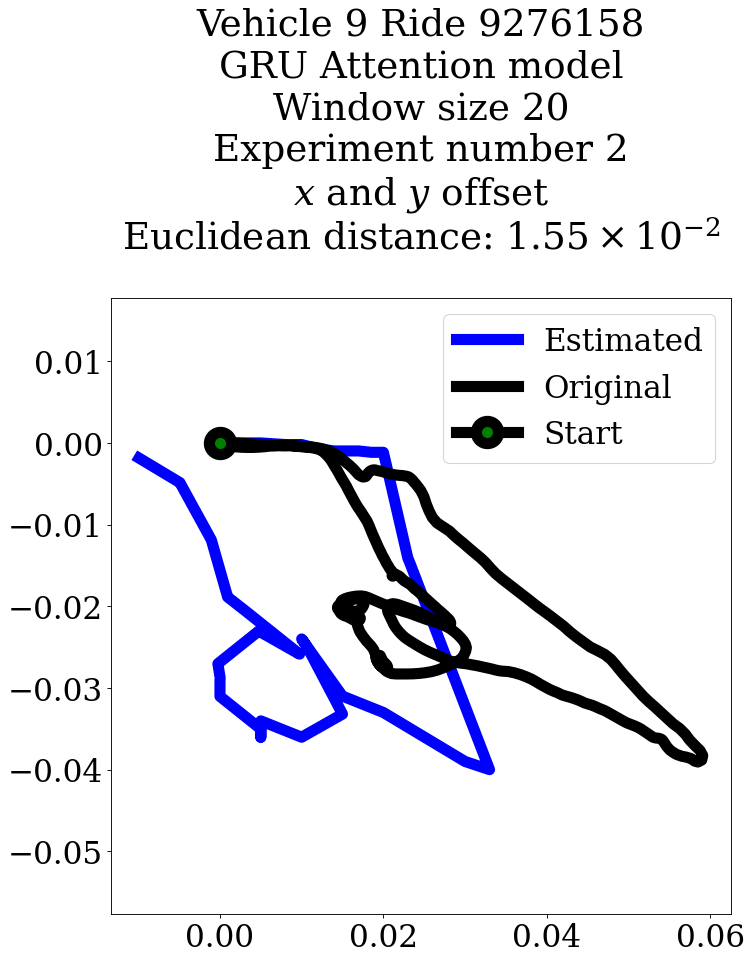 Vehicle 9 Ride 9276158
GRU Attention model
Window size 20
Experiment number 2
x and y offset
Euclidean distance: 1.55 × 10⁻²
Estimated
Original
Start
0.01
0.00
−0.01
−0.02
−0.03
−0.04
−0.05
0.00 0.02 0.04 0.06